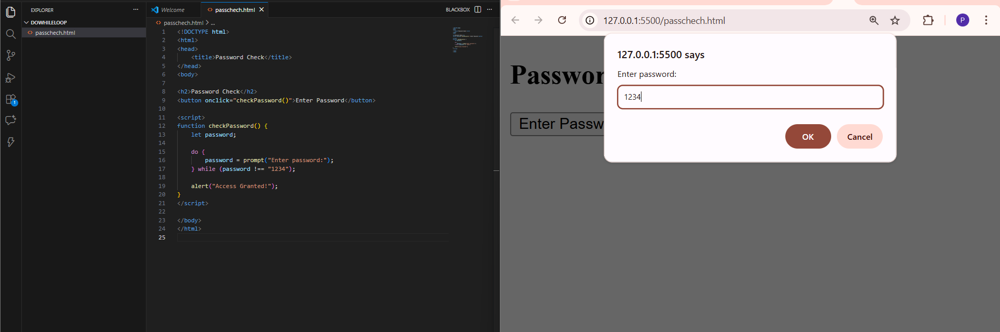 EXPLORER
DOWHILELOOP
passchech.html
1
Welcome
passchech.html
BLACKBOX
passchech.html > ...
1 <!DOCTYPE html>
2 <html>
3 <head>
4 <title>Password Check</title>
5 </head>
6 <body>
7
8 <h2>Password Check</h2>
9 <button onclick="checkPassword()">Enter Password</button>
10
11 <script>
12 function checkPassword() {
13 let password;
14
15 do {
16 password = prompt("Enter password:");
17 } while (password !== "1234");
18
19 alert("Access Granted!");
20 }
21 </script>
22
23 </body>
24 </html>
25
127.0.0.1:5500/passchech.html
P
127.0.0.1:5500 says
Enter password:
1234
OK
Cancel
Passwor
Enter Passw